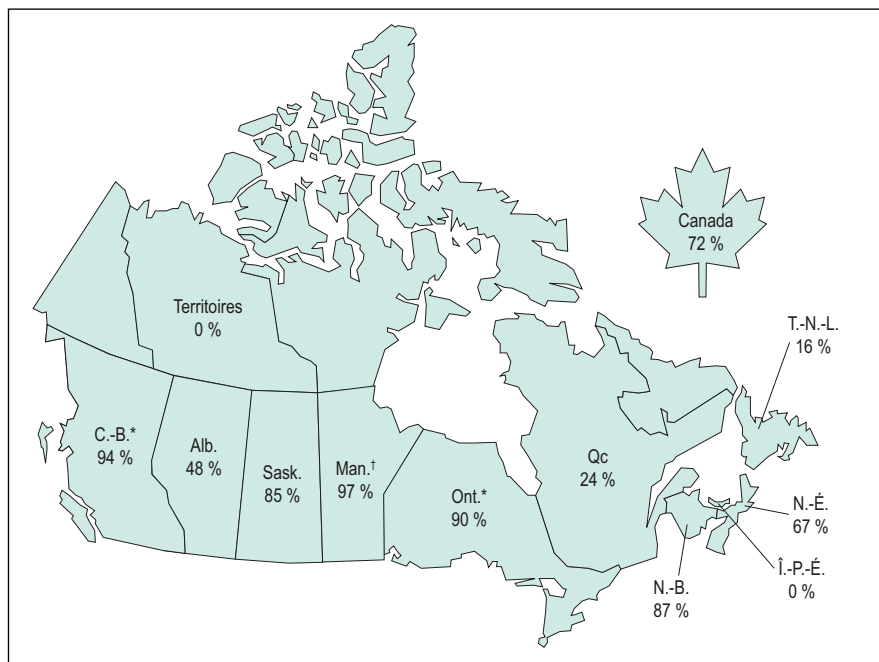 Canada
72 %
Territoires
0 %
T.-N.-L.
16 %
C.-B.*
94 %
Alb.
48 %
Sask.
85 %
Man.†
97 %
Ont.*
90 %
Qc
24 %
N.-É.
67 %
Î.-P.-É.
0 %
N.-B.
87 %